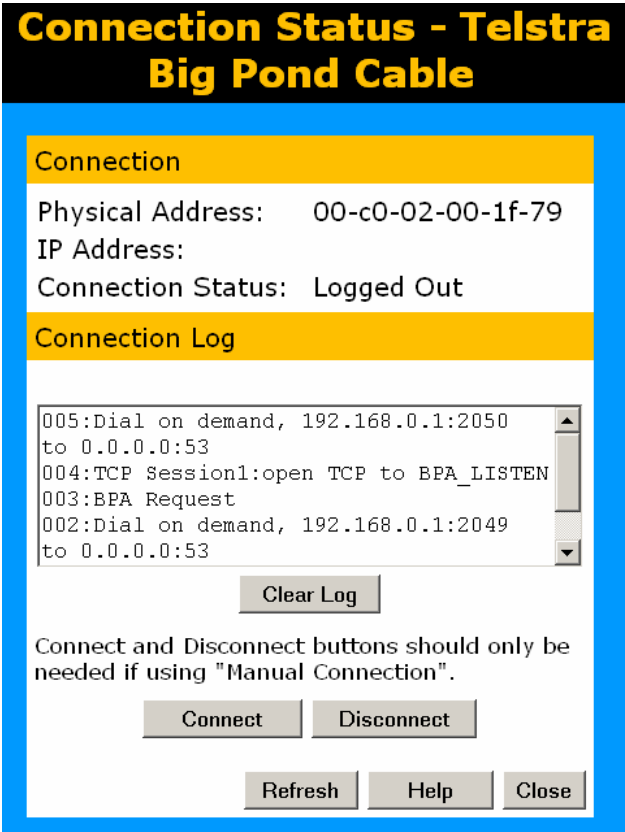 Connection Status - Telstra
Big Pond Cable
Connection
Physical Address: 00-c0-02-00-1f-79
IP Address:
Connection Status: Logged Out
Connection Log
005:Dial on demand, 192.168.0.1:2050
to 0.0.0.0:53
004:TCP Session1:open TCP to BPA_LISTEN
003:BPA Request
002:Dial on demand, 192.168.0.1:2049
to 0.0.0.0:53
Clear Log
Connect and Disconnect buttons should only be
needed if using "Manual Connection".
Connect Disconnect
Refresh Help Close